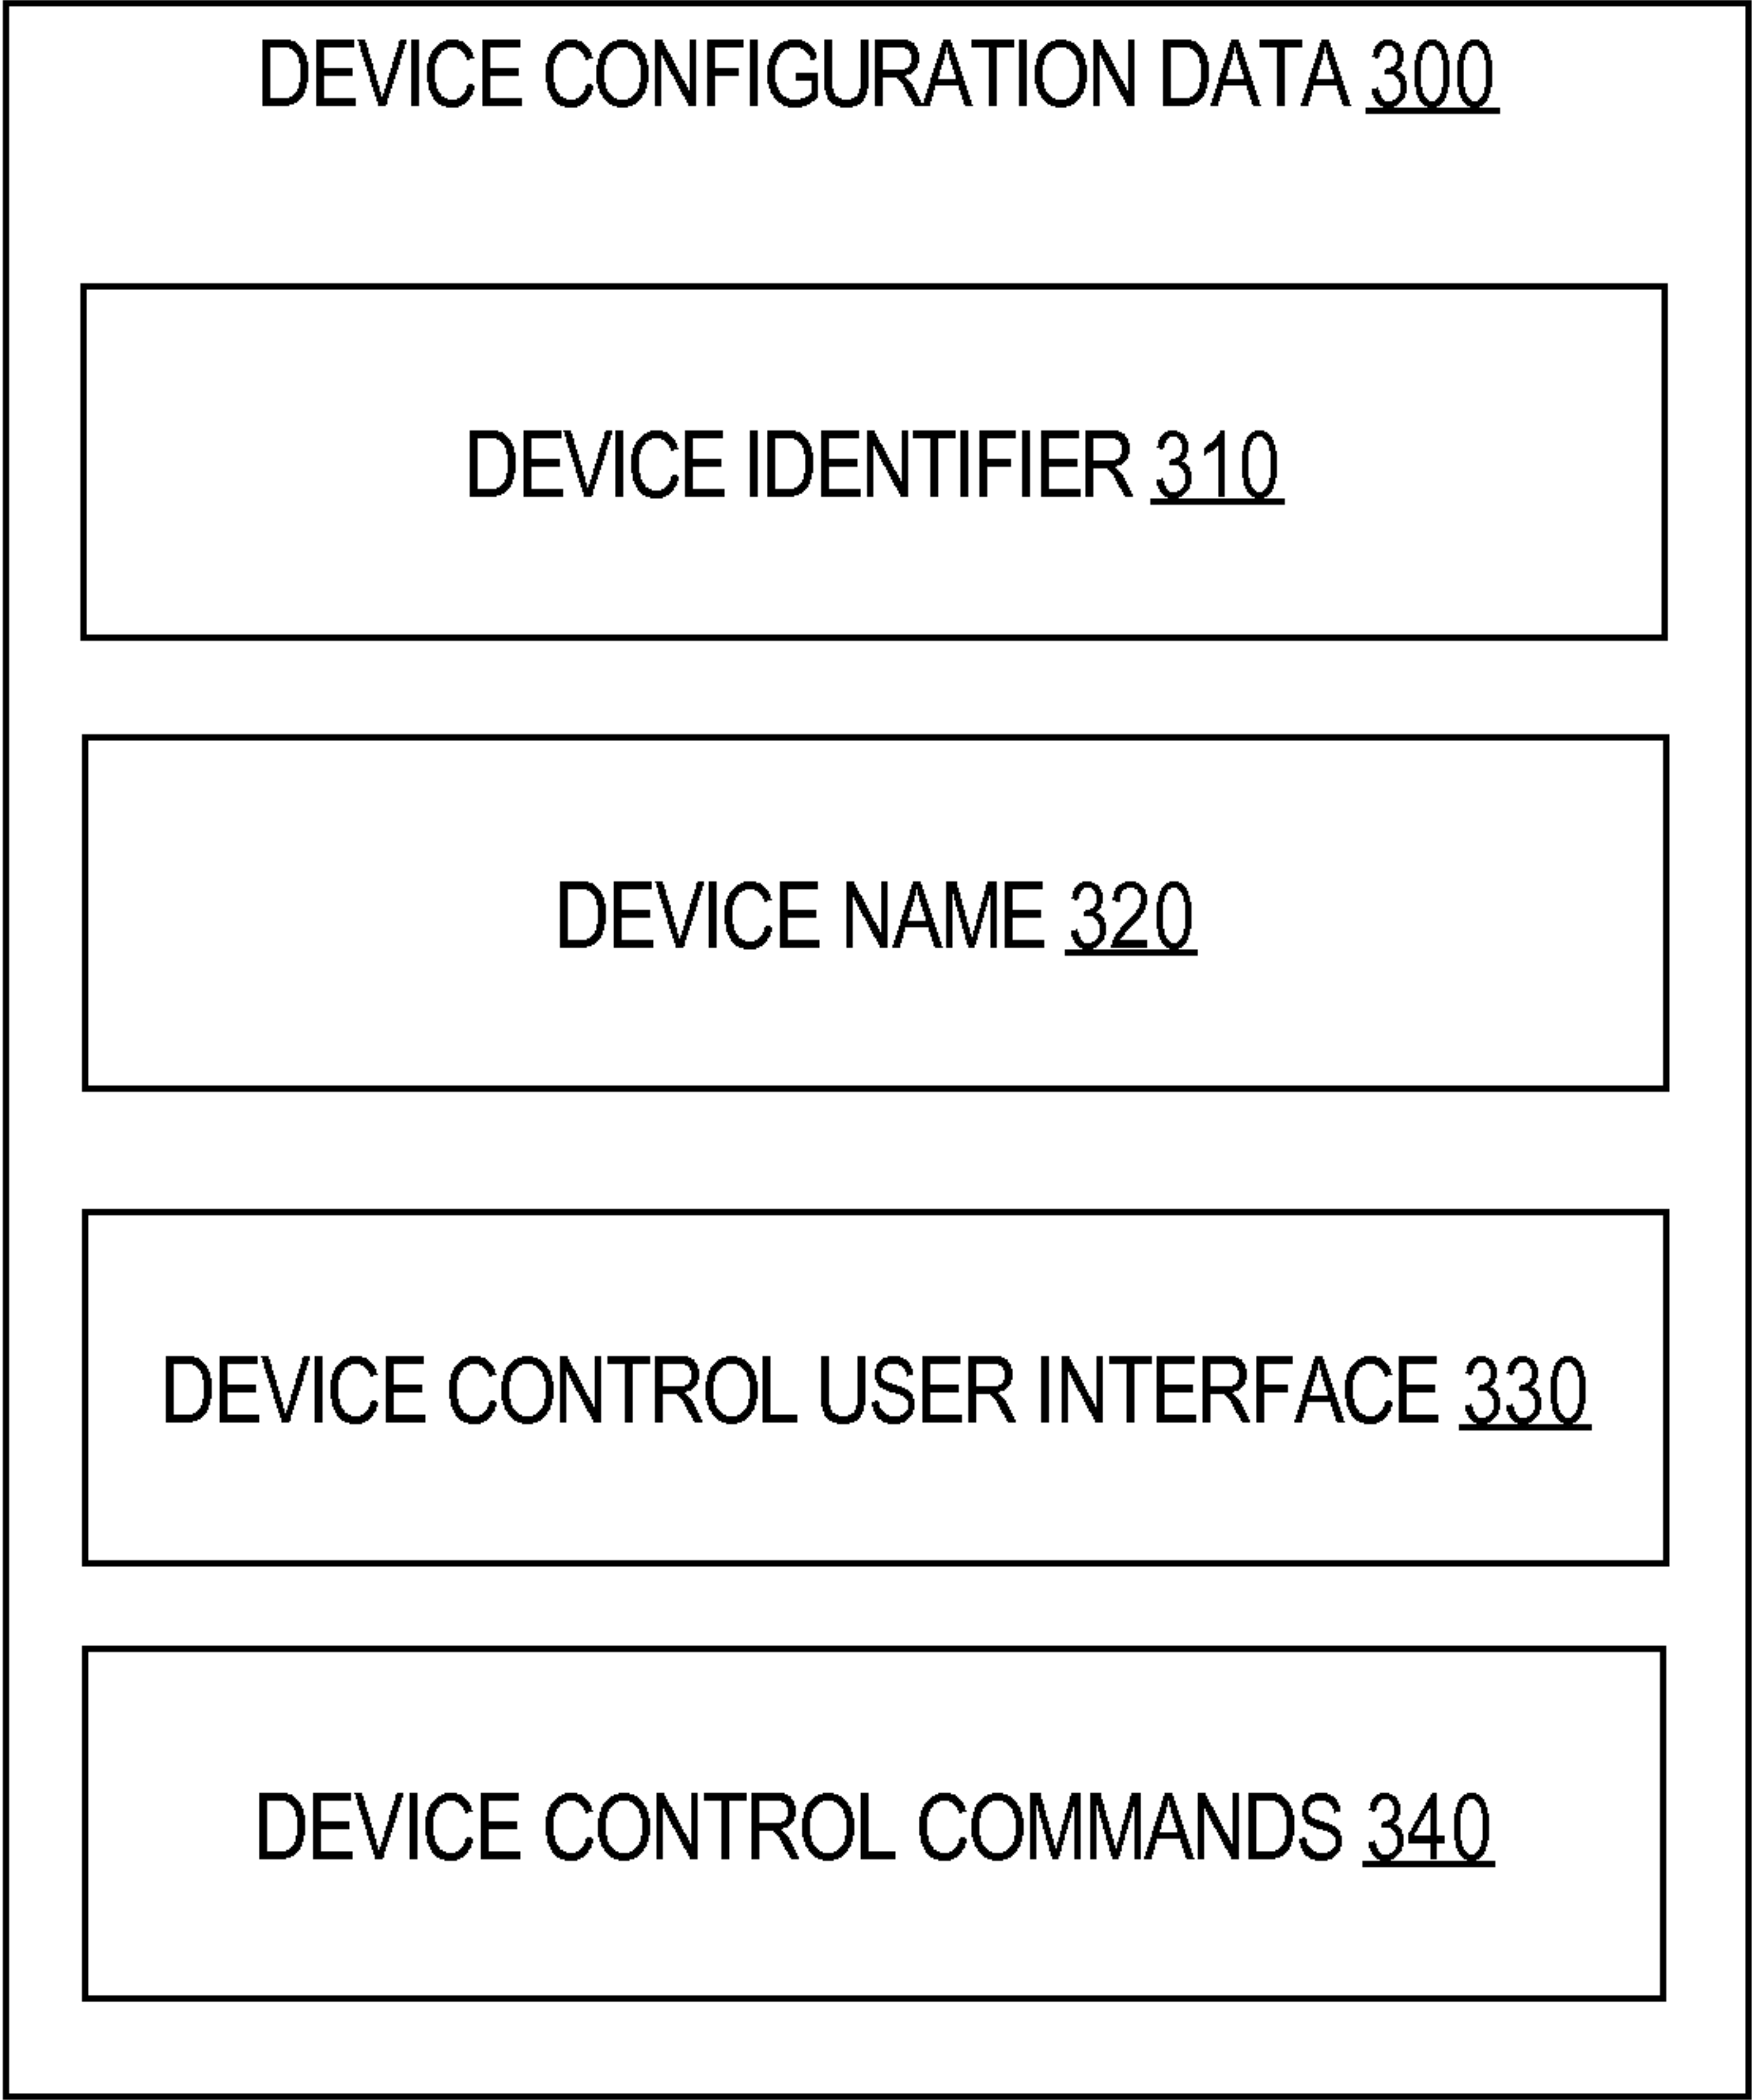 DEVICE CONFIGURATION DATA 300
DEVICE IDENTIFIER 310
DEVICE NAME 320
DEVICE CONTROL USER INTERFACE 330
DEVICE CONTROL COMMANDS 340